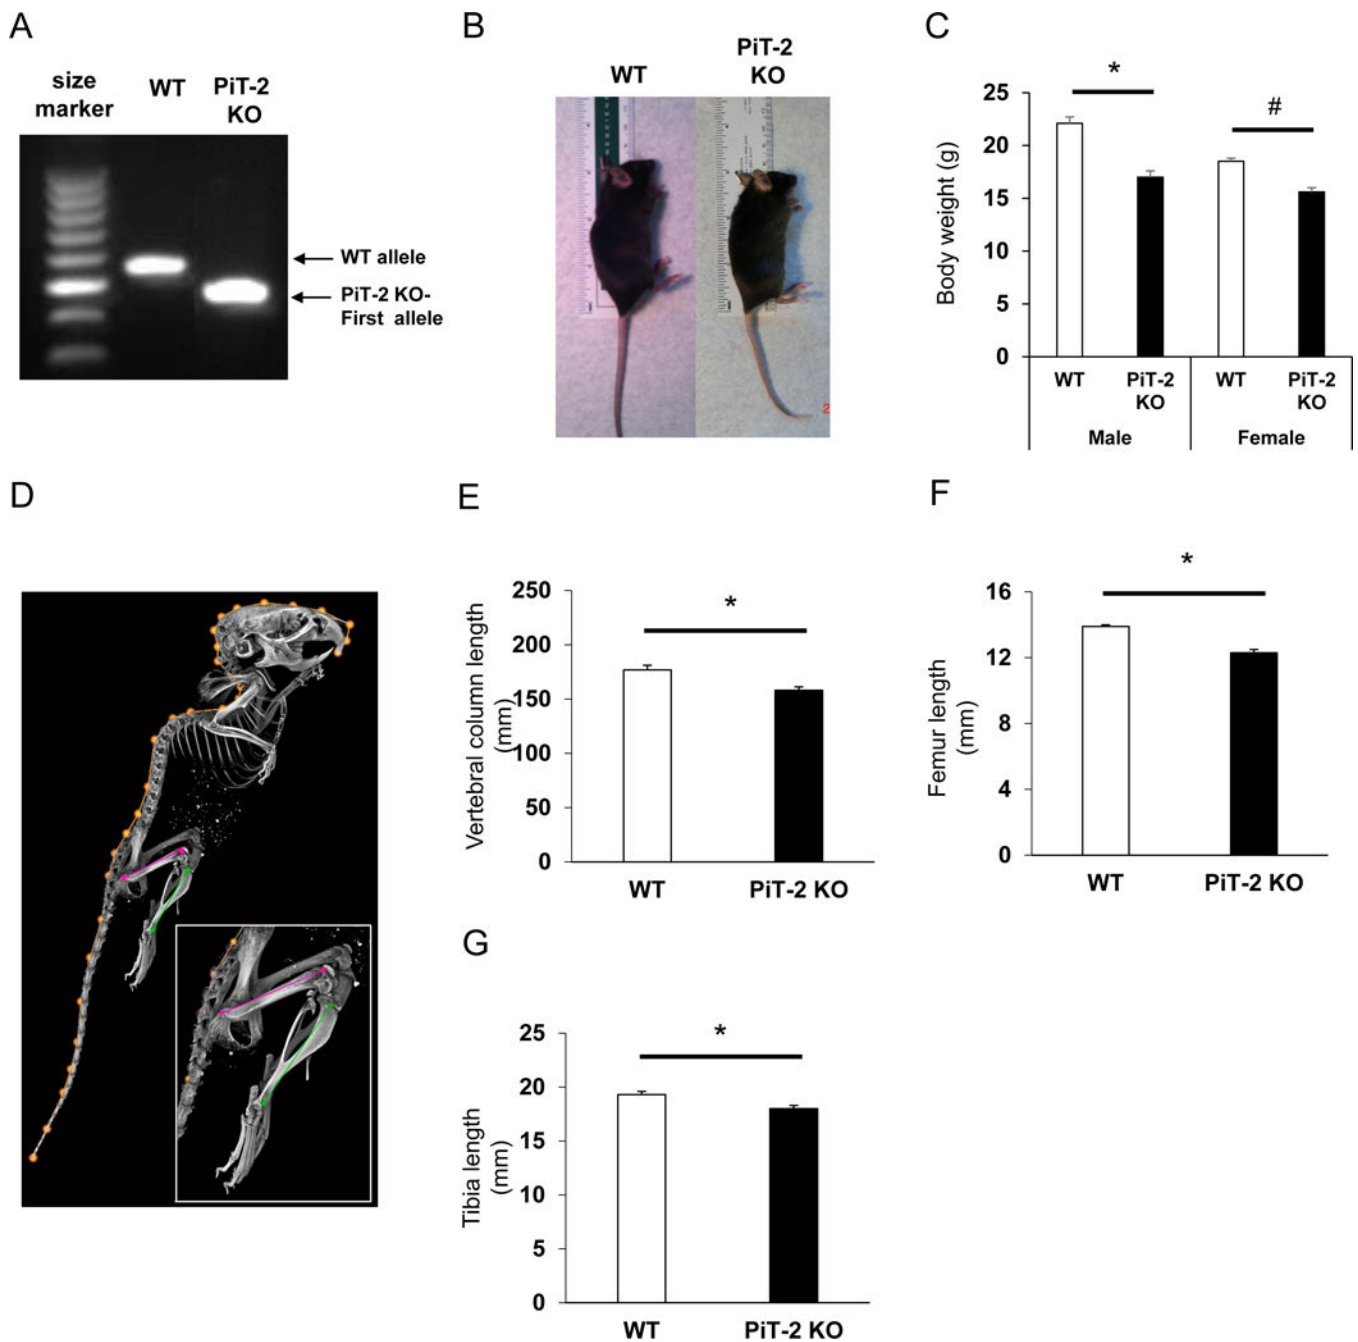 A
size
marker
WT
PiT-2
KO
WT allele
PiT-2 KO-
First allele
B
WT
PiT-2
KO
2
C
Body weight (g)
25
20
15
10
5
0
*
#
WT
PiT-2
KO
WT
PiT-2
KO
Male
Female
D
E
Vertebral column length
(mm)
250
200
150
100
50
0
*
WT
PiT-2 KO
F
Femur length
(mm)
16
12
8
4
0
*
WT
PiT-2 KO
G
Tibia length
(mm)
25
20
15
10
5
0
*
WT
PiT-2 KO